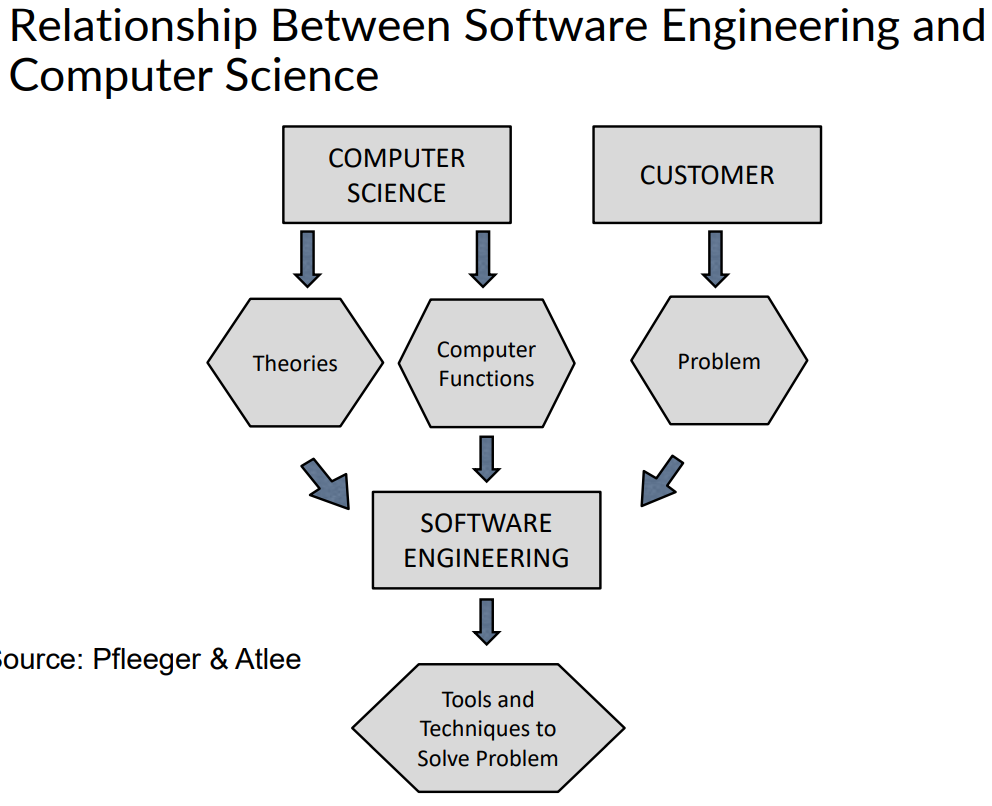 Relationship Between Software Engineering and
Computer Science
COMPUTER
SCIENCE
CUSTOMER
Theories
Computer
Functions
Problem
SOFTWARE
ENGINEERING
ource: Pfleeger & Atlee
Tools and
Techniques to
Solve Problem